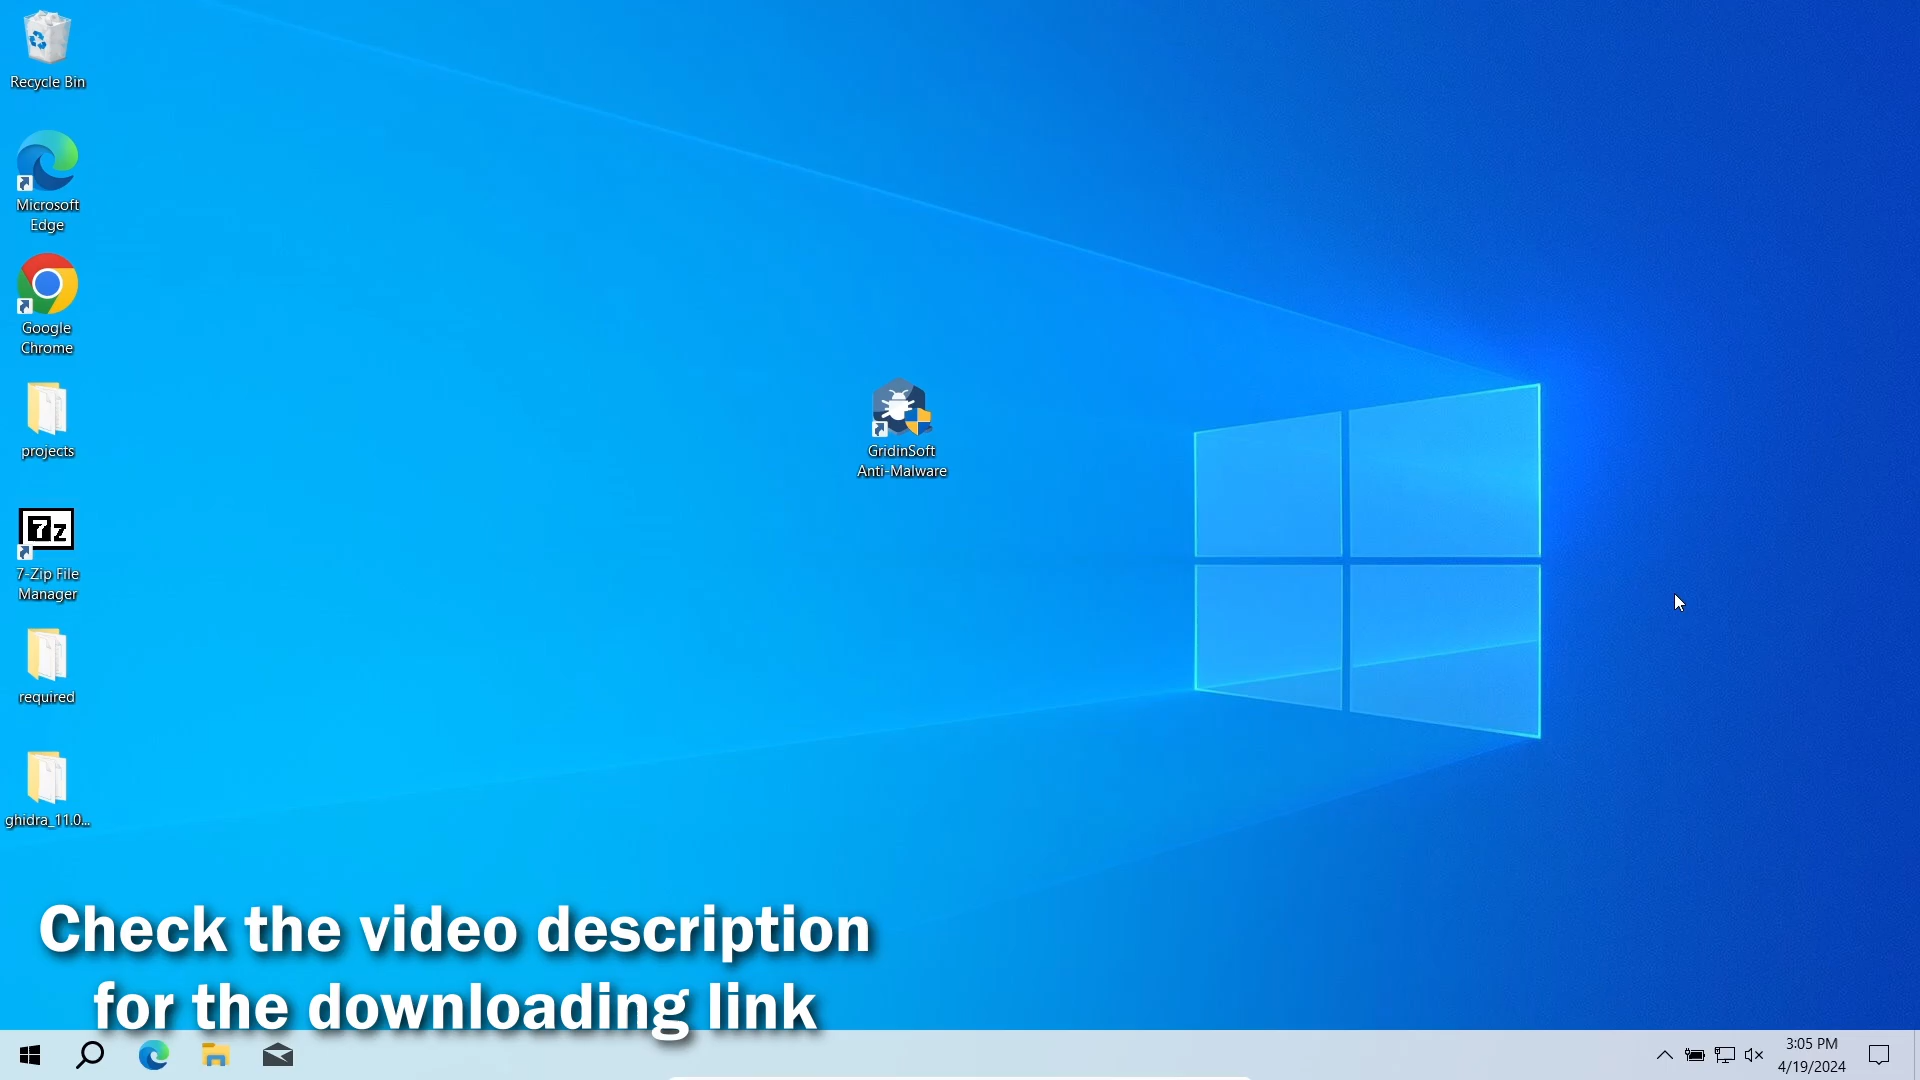 Recycle Bin
Microsoft
Edge
Google
Chrome
projects
7z
7-Zip File
Manager
required
ghidra_11.0...
GridinSoft
Anti-Malware
Check the video description
for the downloading link
3:05 PM
4/19/2024